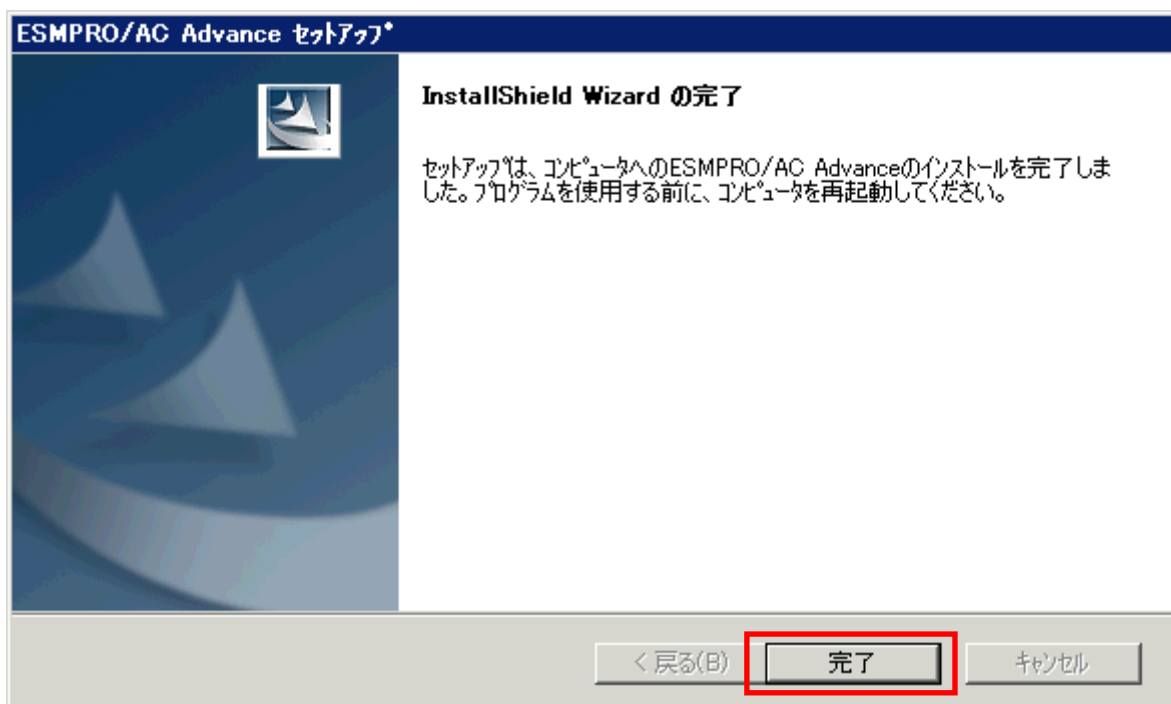 ESMPRO/AC Advance ｾｯﾄｱｯﾌﾟ
InstallShield Wizard の完了
ｾｯﾄｱｯﾌﾟは、ｺﾝﾋﾟｭｰﾀへのESMPRO/AC Advanceのｲﾝｽﾄｰﾙを完了しま
した。ﾌﾟﾛｸﾞﾗﾑを使用する前に、ｺﾝﾋﾟｭｰﾀを再起動してください。
< 戻る(B)
完了
ｷｬﾝｾﾙ